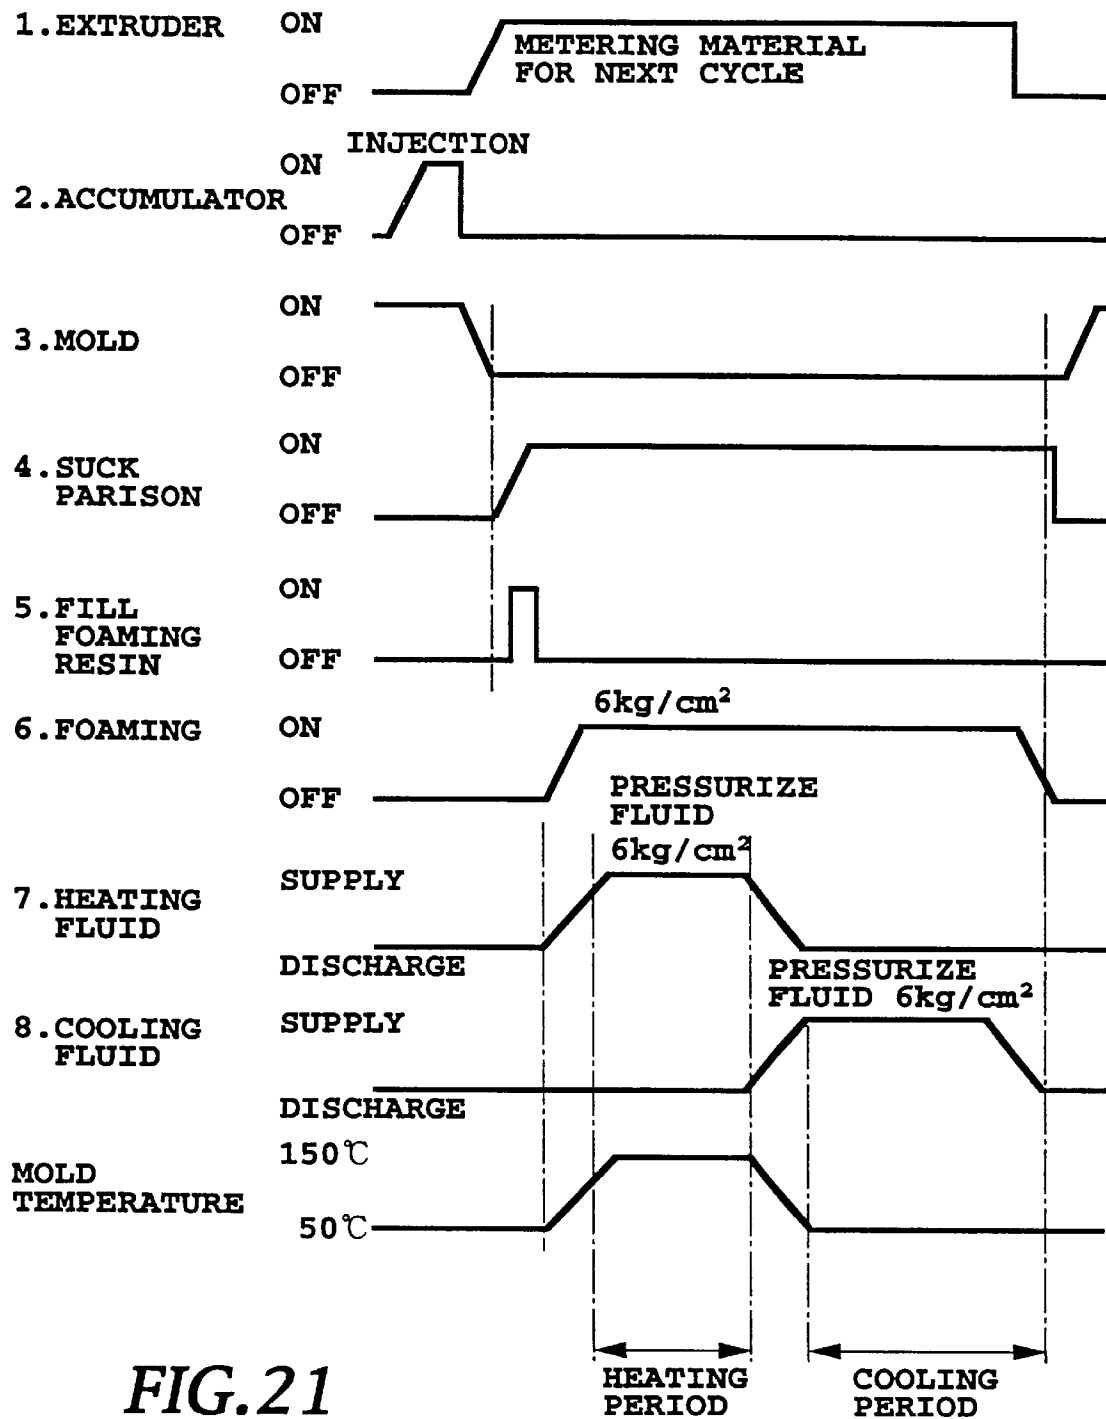 1.EXTRUDER
ON
METERING MATERIAL
FOR NEXT CYCLE
OFF
INJECTION
ON
2.ACCUMULATOR
OFF
ON
3.MOLD
OFF
ON
4.SUCK
PARISON
OFF
ON
5.FILL
FOAMING
RESIN
OFF
6kg/cm²
6.FOAMING
ON
OFF
PRESSURIZE
FLUID
6kg/cm²
SUPPLY
7.HEATING
FLUID
DISCHARGE
PRESSURIZE
FLUID 6kg/cm²
8.COOLING
FLUID
SUPPLY
DISCHARGE
150℃
MOLD
TEMPERATURE
50℃
HEATING
PERIOD
COOLING
PERIOD
FIG.21